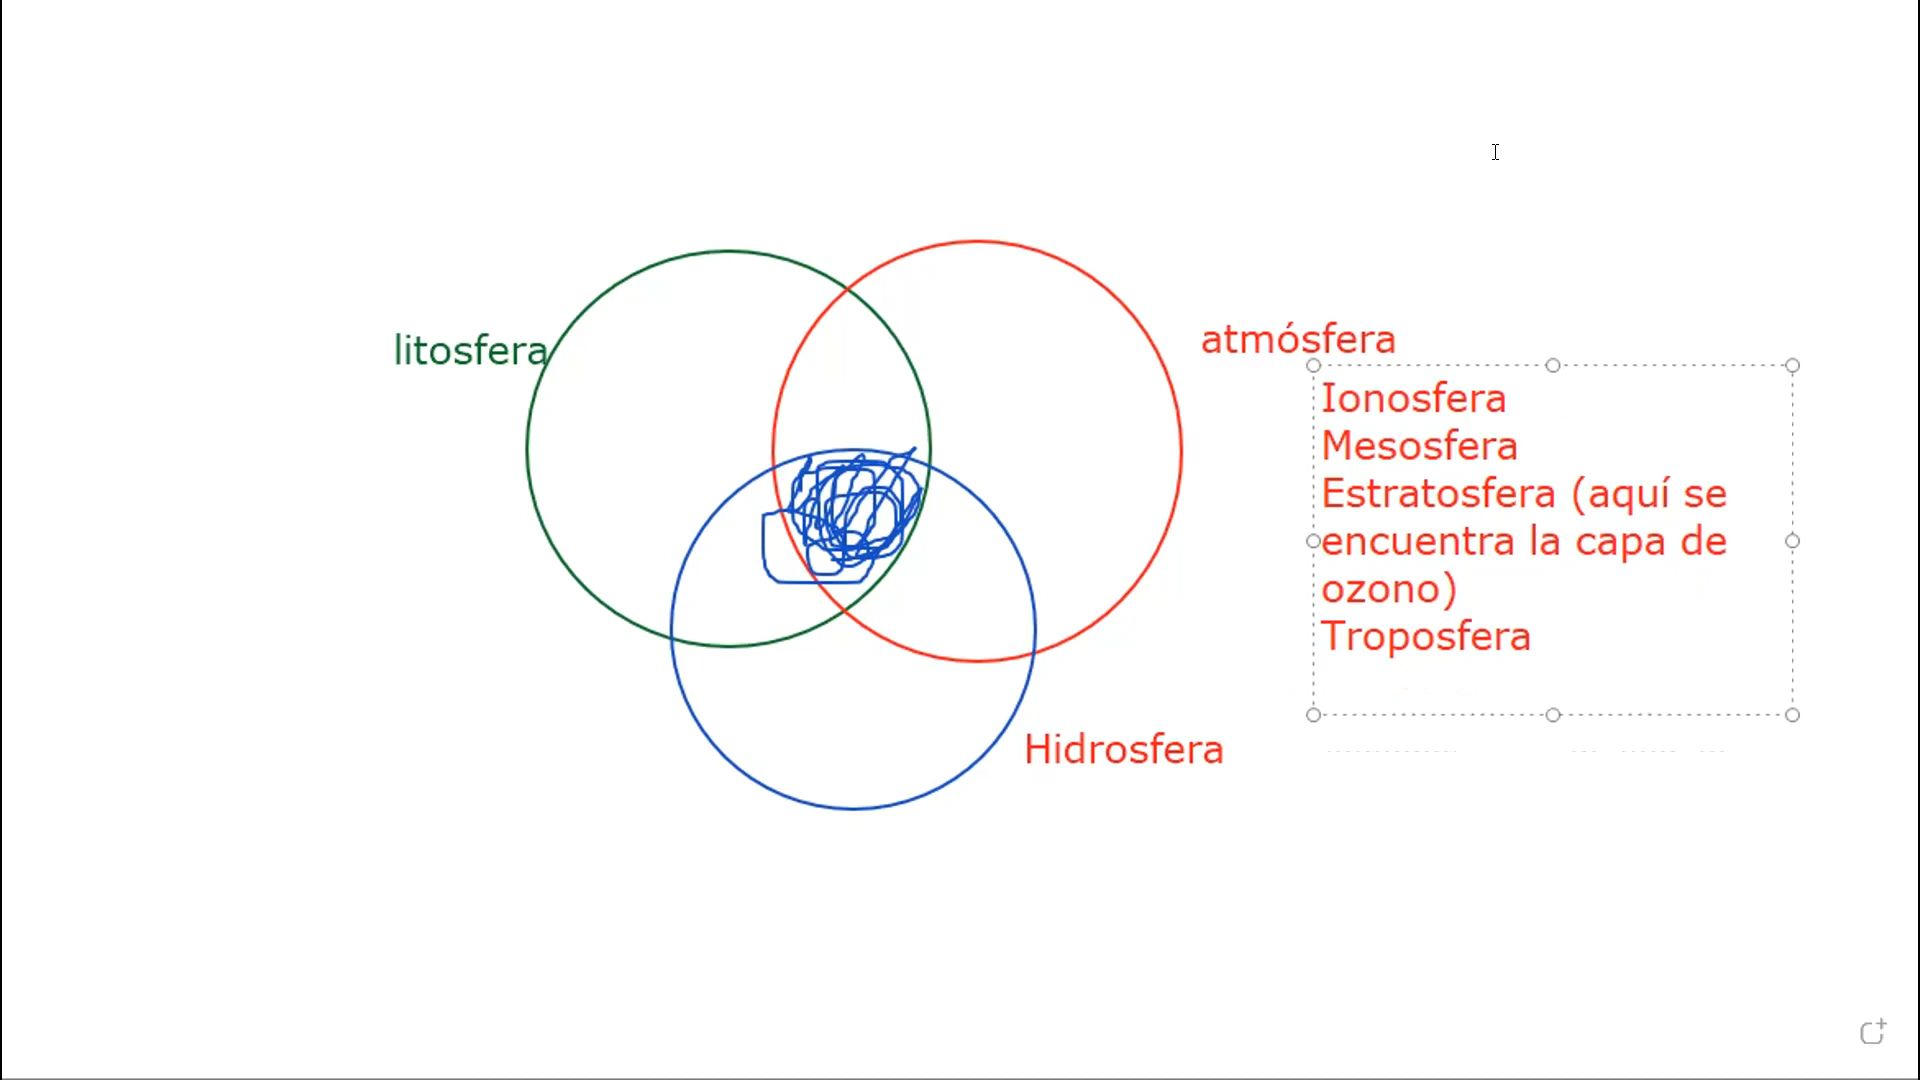 litosfera
atmósfera
Ionosfera
Mesosfera
Estratosfera (aquí se
encuentra la capa de
ozono)
Troposfera
Hidrosfera